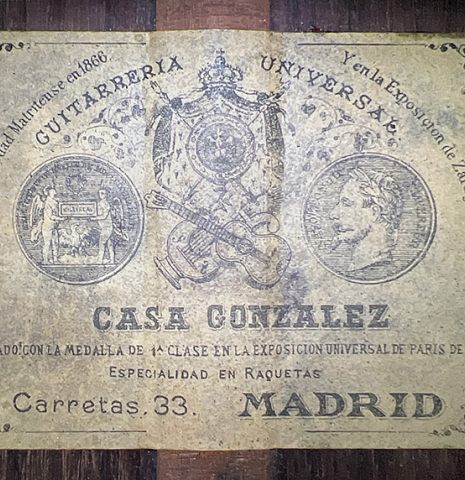 dad Matritense en 1866
GUITARRERIA UNIVERSAL
Y en la Exposicion de
CASA GONZALEZ
ADO! CON LA MEDALLA DE 1ª CLASE EN LA EXPOSICION UNIVERSAL DE PARIS DE
ESPECIALIDAD EN RAQUETAS
Carretas, 33. MADRID